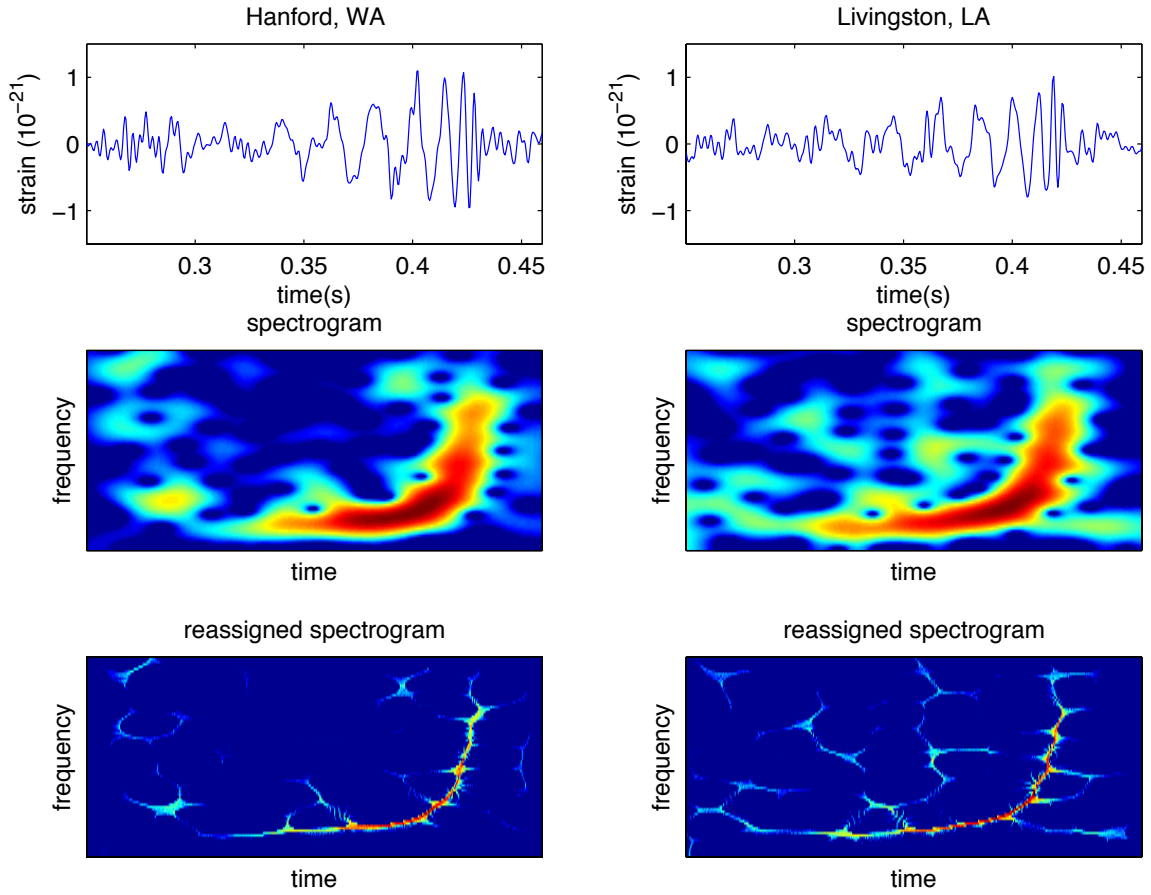 Hanford, WA
strain (10⁻²¹)
1
0
−1
0.3 0.35 0.4 0.45
time(s)
Livingston, LA
strain (10⁻²¹)
1
0
−1
0.3 0.35 0.4 0.45
time(s)
spectrogram
frequency
time
spectrogram
frequency
time
reassigned spectrogram
frequency
time
reassigned spectrogram
frequency
time